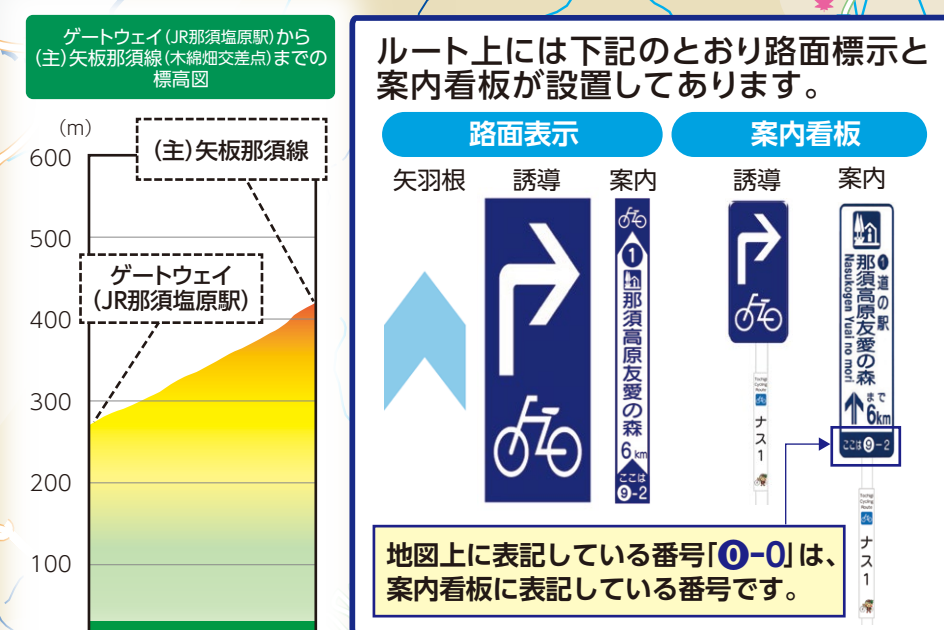 ゲートウェイ(JR那須塩原駅)から
(主)矢板那須線(木綿畑交差点)までの
標高図
(m)
600
500
400
300
200
100
(主)矢板那須線
ゲートウェイ
(JR那須塩原駅)
ルート上には下記のとおり路面標示と
案内看板が設置してあります。
路面表示
案内看板
矢羽根
誘導
案内
誘導
案内
1
那須高原友愛の森
6km
ここは
9-2
Tochigi
Cycling
Route
ナス1
1道の駅
那須高原友愛の森
Nasukogen Yuai no mori
まで
6km
ここは9-2
Tochigi
Cycling
Route
ナス1
地図上に表記している番号「0-0」は、
案内看板に表記している番号です。